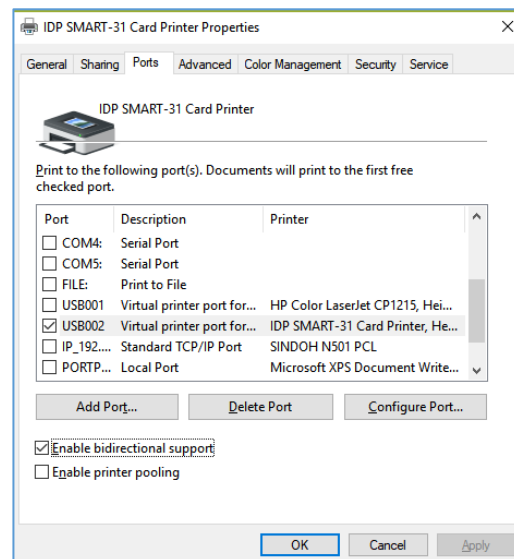 IDP SMART-31 Card Printer Properties
General Sharing Ports Advanced Color Management Security Service
IDP SMART-31 Card Printer
Print to the following port(s). Documents will print to the first free
checked port.
Port Description Printer
COM4: Serial Port
COM5: Serial Port
FILE: Print to File
USB001 Virtual printer port for... HP Color LaserJet CP1215, Hei...
USB002 Virtual printer port for... IDP SMART-31 Card Printer, He...
IP_192.... Standard TCP/IP Port SINDOH N501 PCL
PORTP... Local Port Microsoft XPS Document Write...
Add Port... Delete Port Configure Port...
Enable bidirectional support
Enable printer pooling
OK Cancel Apply